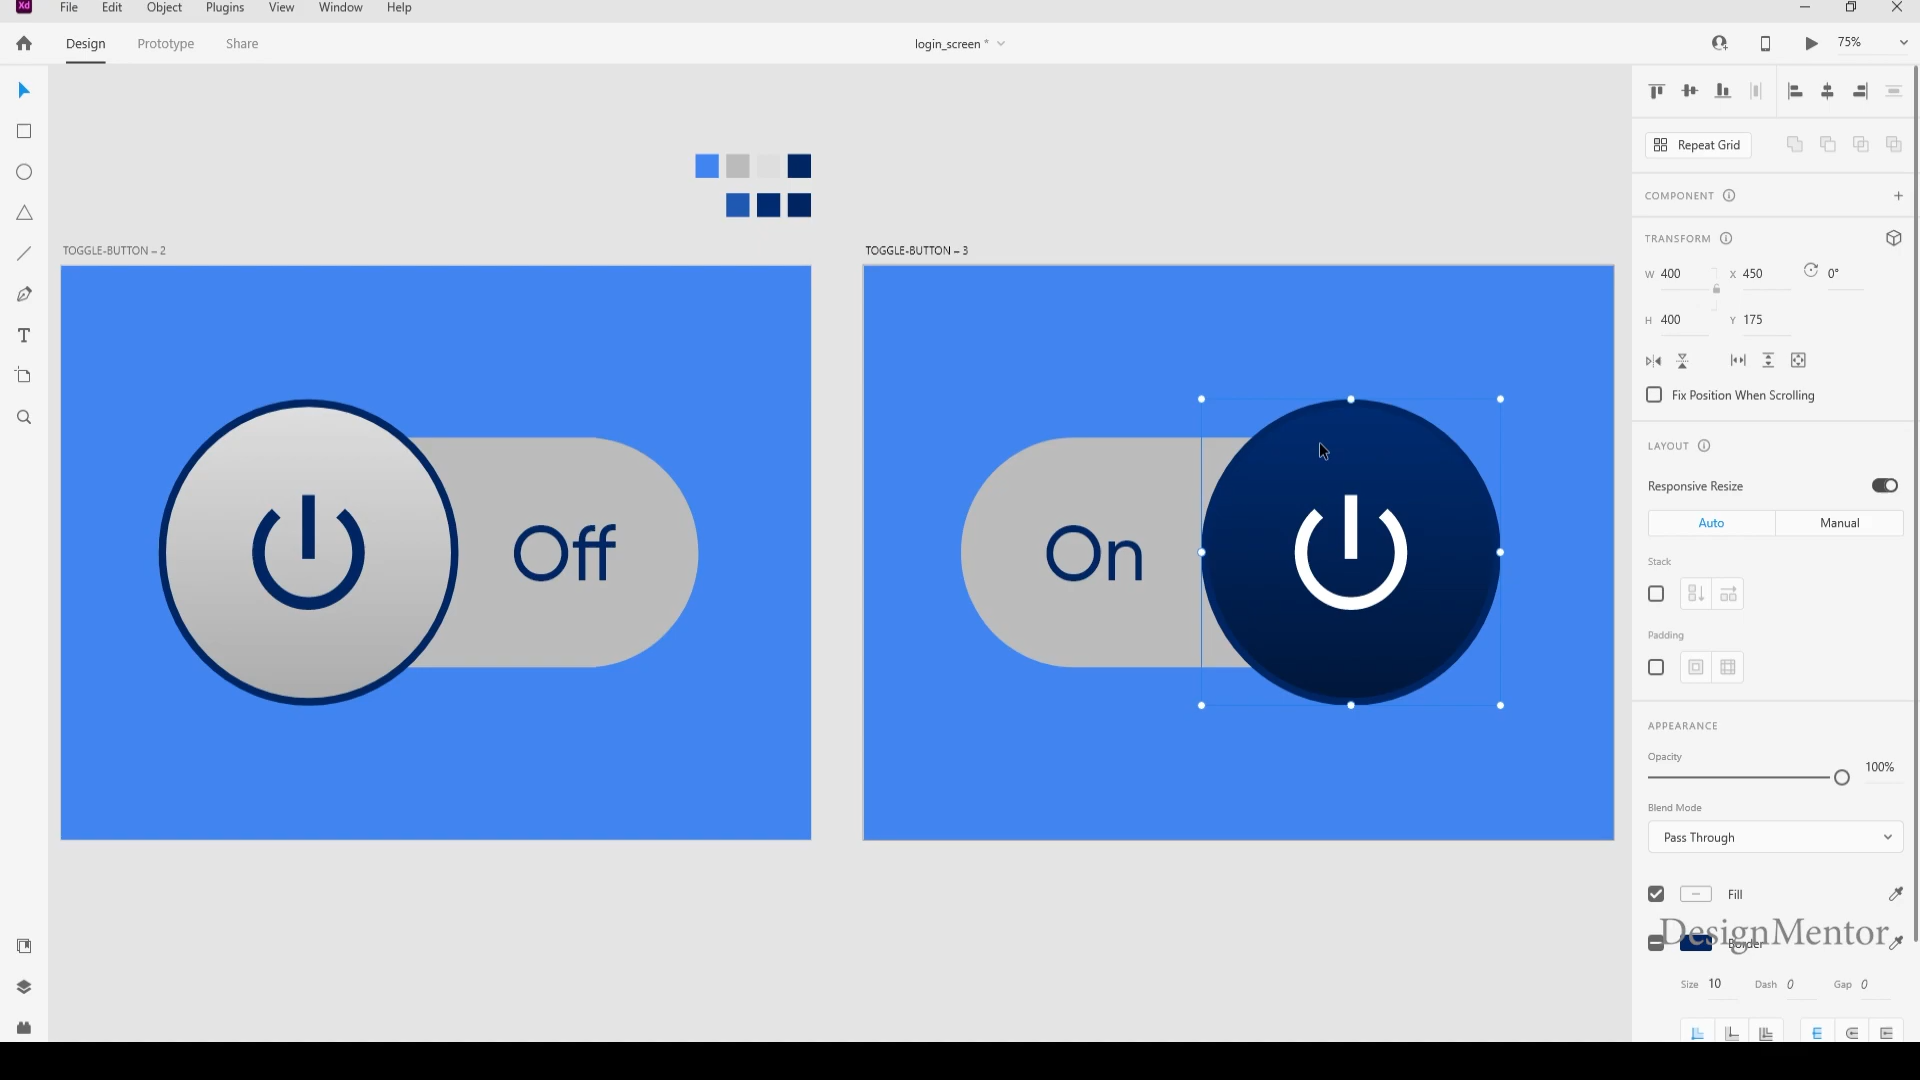 Xd File Edit Object Plugins View Window Help
Design Prototype Share login_screen * 75%
Repeat Grid
COMPONENT
TOGGLE-BUTTON – 2 TOGGLE-BUTTON – 3
TRANSFORM
W 400 X 450 0°
H 400 Y 175
Fix Position When Scrolling
LAYOUT
Responsive Resize
Auto Manual
Off On
Stack
Padding
APPEARANCE
Opacity
100%
Blend Mode
Pass Through
Fill
DesignMentor
Border
Size 10 Dash 0 Gap 0